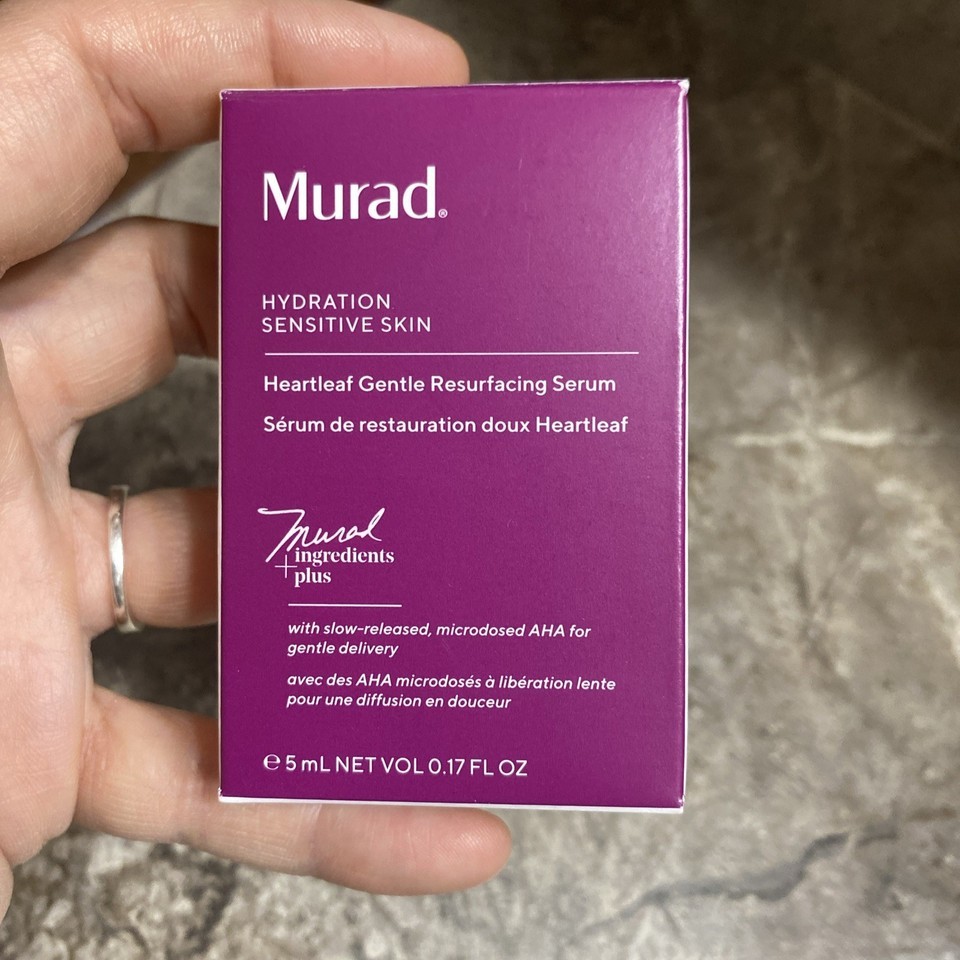 Murad®
HYDRATION
SENSITIVE SKIN
Heartleaf Gentle Resurfacing Serum
Sérum de restauration doux Heartleaf
Murad
ingredients
+plus
with slow-released, microdosed AHA for
gentle delivery
avec des AHA microdosés à libération lente
pour une diffusion en douceur
℮ 5 mL NET VOL 0.17 FL OZ